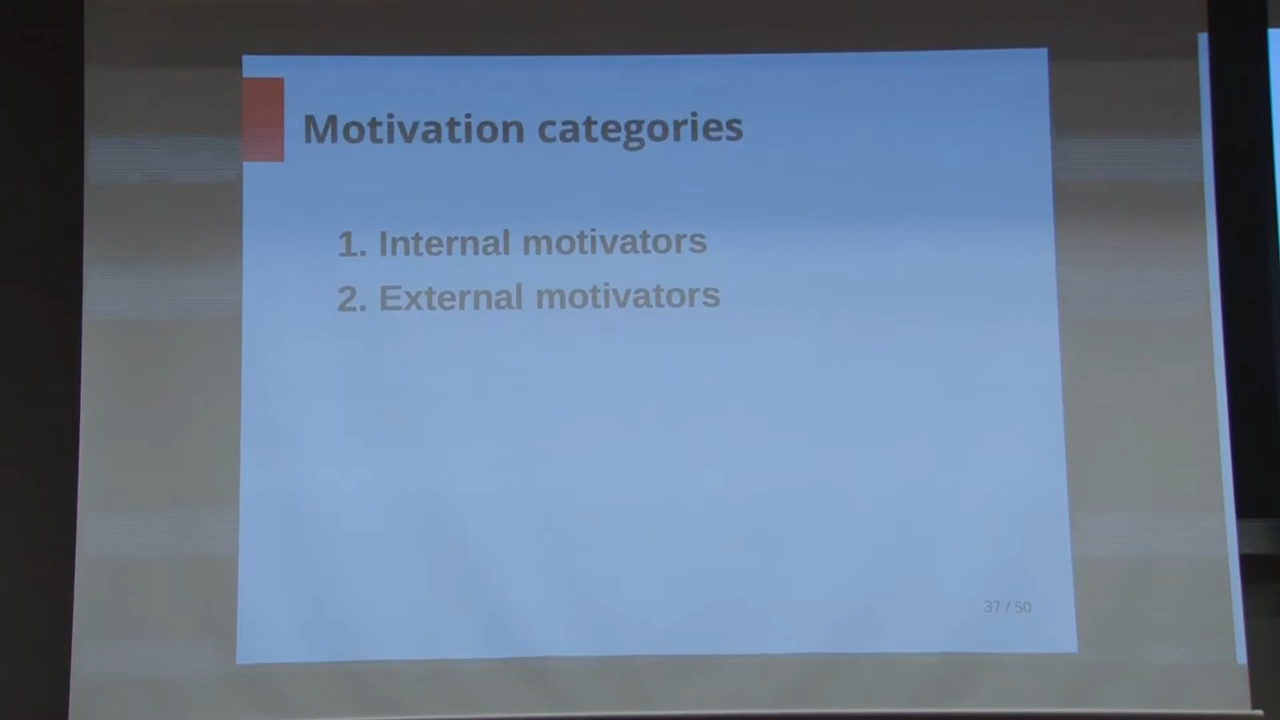 Motivation categories
1. Internal motivators
2. External motivators
37 / 50